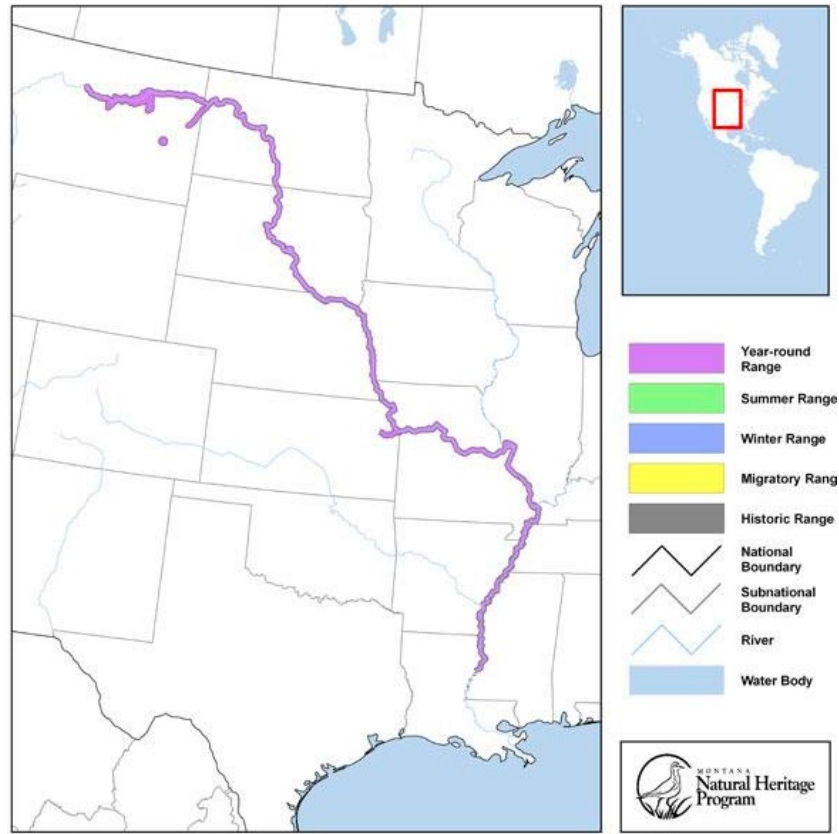 Year-round
Range
Summer Range
Winter Range
Migratory Rang
Historic Range
National
Boundary
Subnational
Boundary
River
Water Body
MONTANA
Natural Heritage
Program